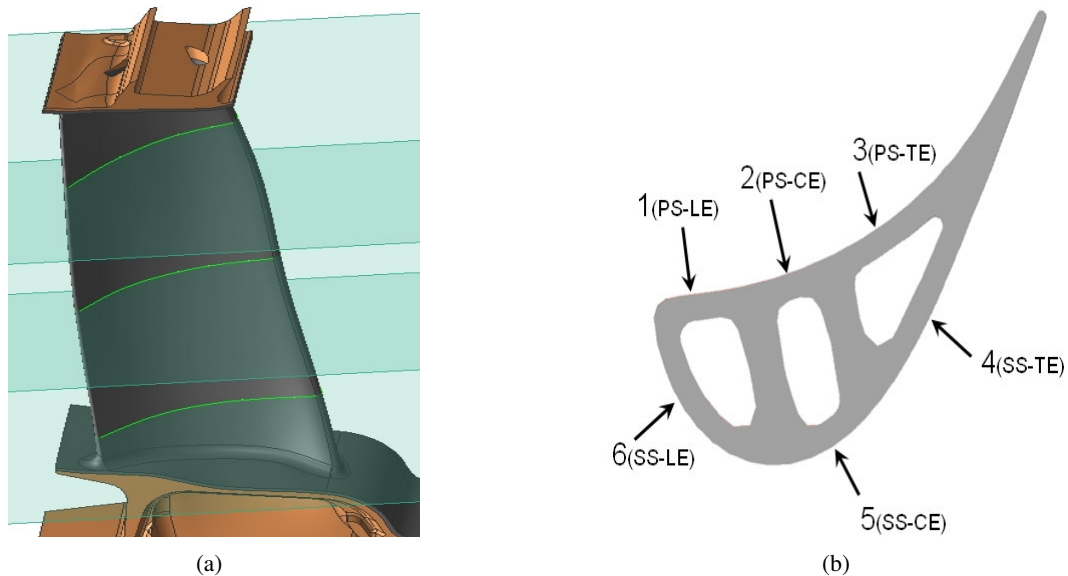 3(PS-TE)
2(PS-CE)
1(PS-LE)
4(SS-TE)
6(SS-LE)
5(SS-CE)
(a)
(b)